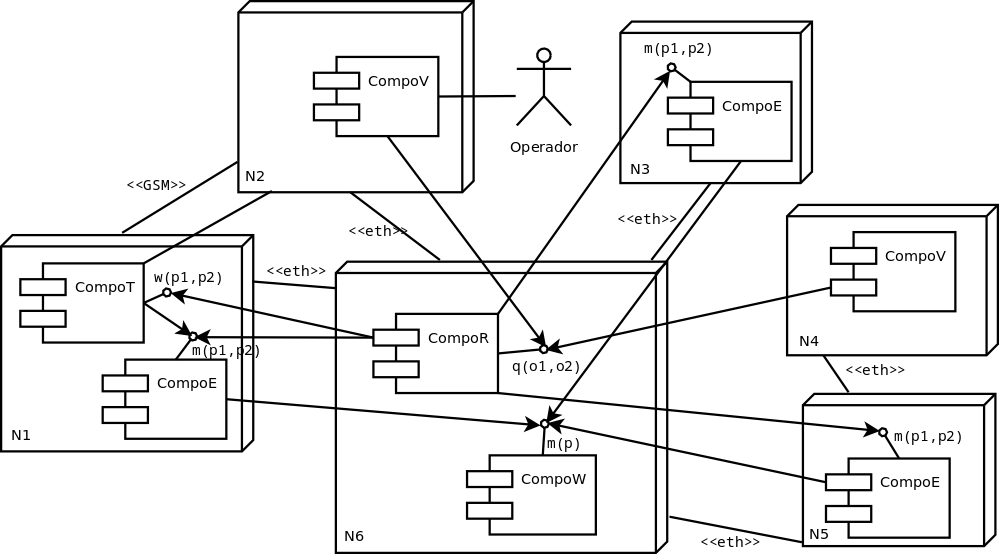 CompoV
N2
Operador
m(p1,p2)
CompoE
N3
<<GSM>>
<<eth>>
<<eth>>
<<eth>>
CompoT
w(p1,p2)
m(p1,p2)
CompoE
N1
CompoR
q(o1,o2)
m(p)
CompoW
N6
CompoV
N4
<<eth>>
m(p1,p2)
CompoE
N5
<<eth>>